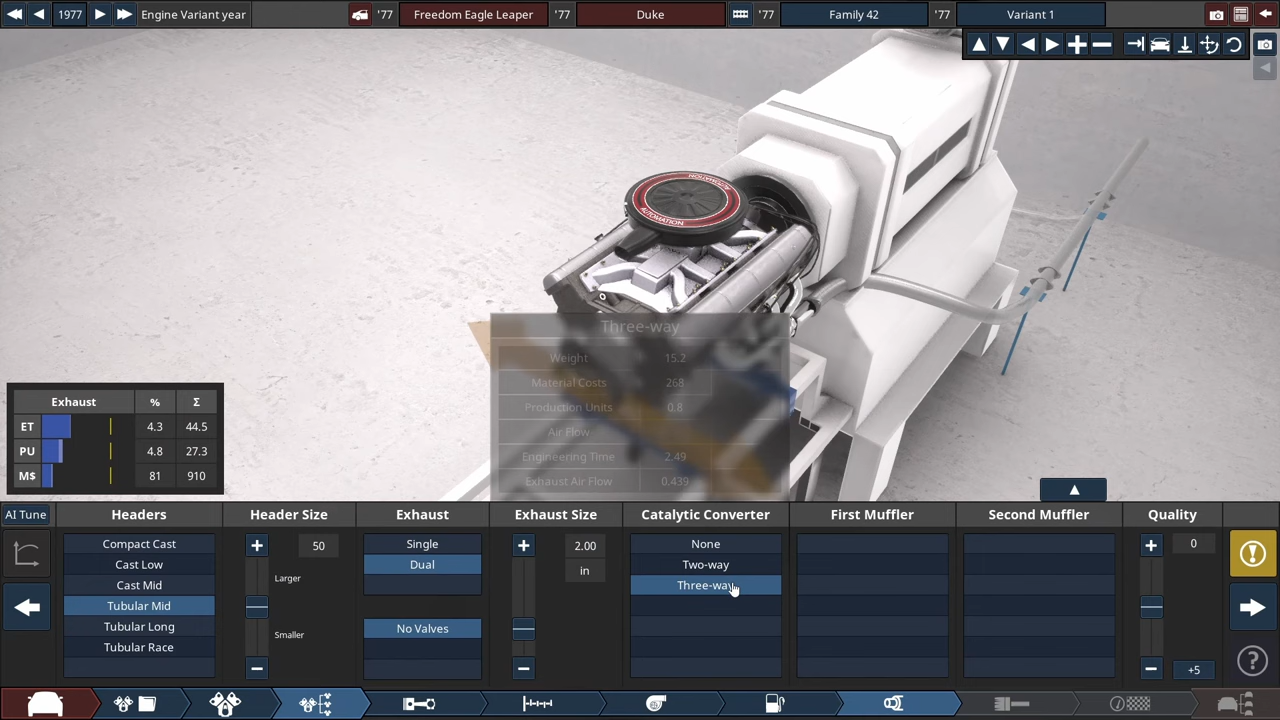 1977 Engine Variant year '77 Freedom Eagle Leaper '77 Duke '77 Family 42 '77 Variant 1
AUTOMATION
AUTOMATION
Three-way
Weight 15.2
Material Costs 268
Production Units 0.8
Air Flow
Engineering Time 2.49
Exhaust Air Flow 0.439
Exhaust % Σ
ET 4.3 44.5
PU 4.8 27.3
M$ 81 910
AI Tune Headers Header Size Exhaust Exhaust Size Catalytic Converter First Muffler Second Muffler Quality
Compact Cast
Cast Low
Cast Mid
Tubular Mid
Tubular Long
Tubular Race
+ 50
Larger
Smaller
−
Single
Dual
No Valves
+ 2.00
in
−
None
Two-way
Three-way
+ 0
− +5